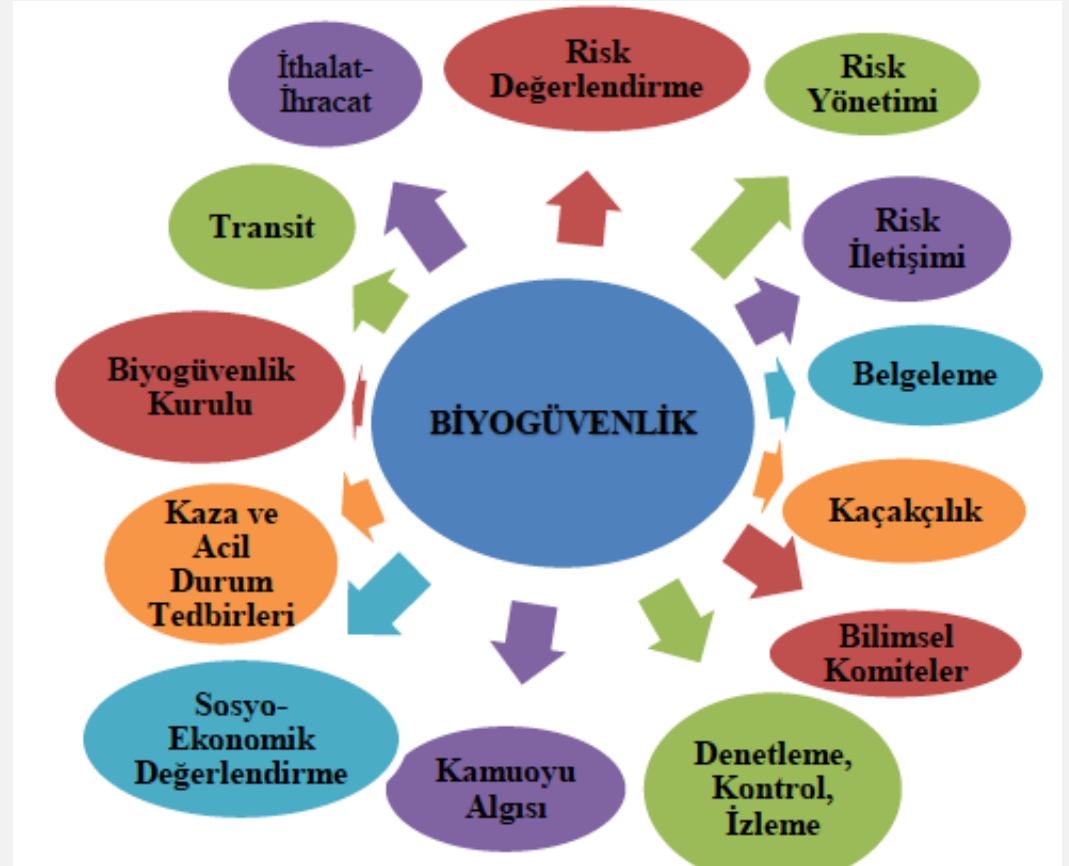 İthalat-
İhracat
Risk
Değerlendirme
Risk
Yönetimi
Transit
Risk
İletişimi
Biyogüvenlik
Kurulu
BİYOGÜVENLİK
Belgeleme
Kaza ve
Acil
Durum
Tedbirleri
Kaçakçılık
Bilimsel
Komiteler
Sosyo-
Ekonomik
Değerlendirme
Kamuoyu
Algısı
Denetleme,
Kontrol,
İzleme